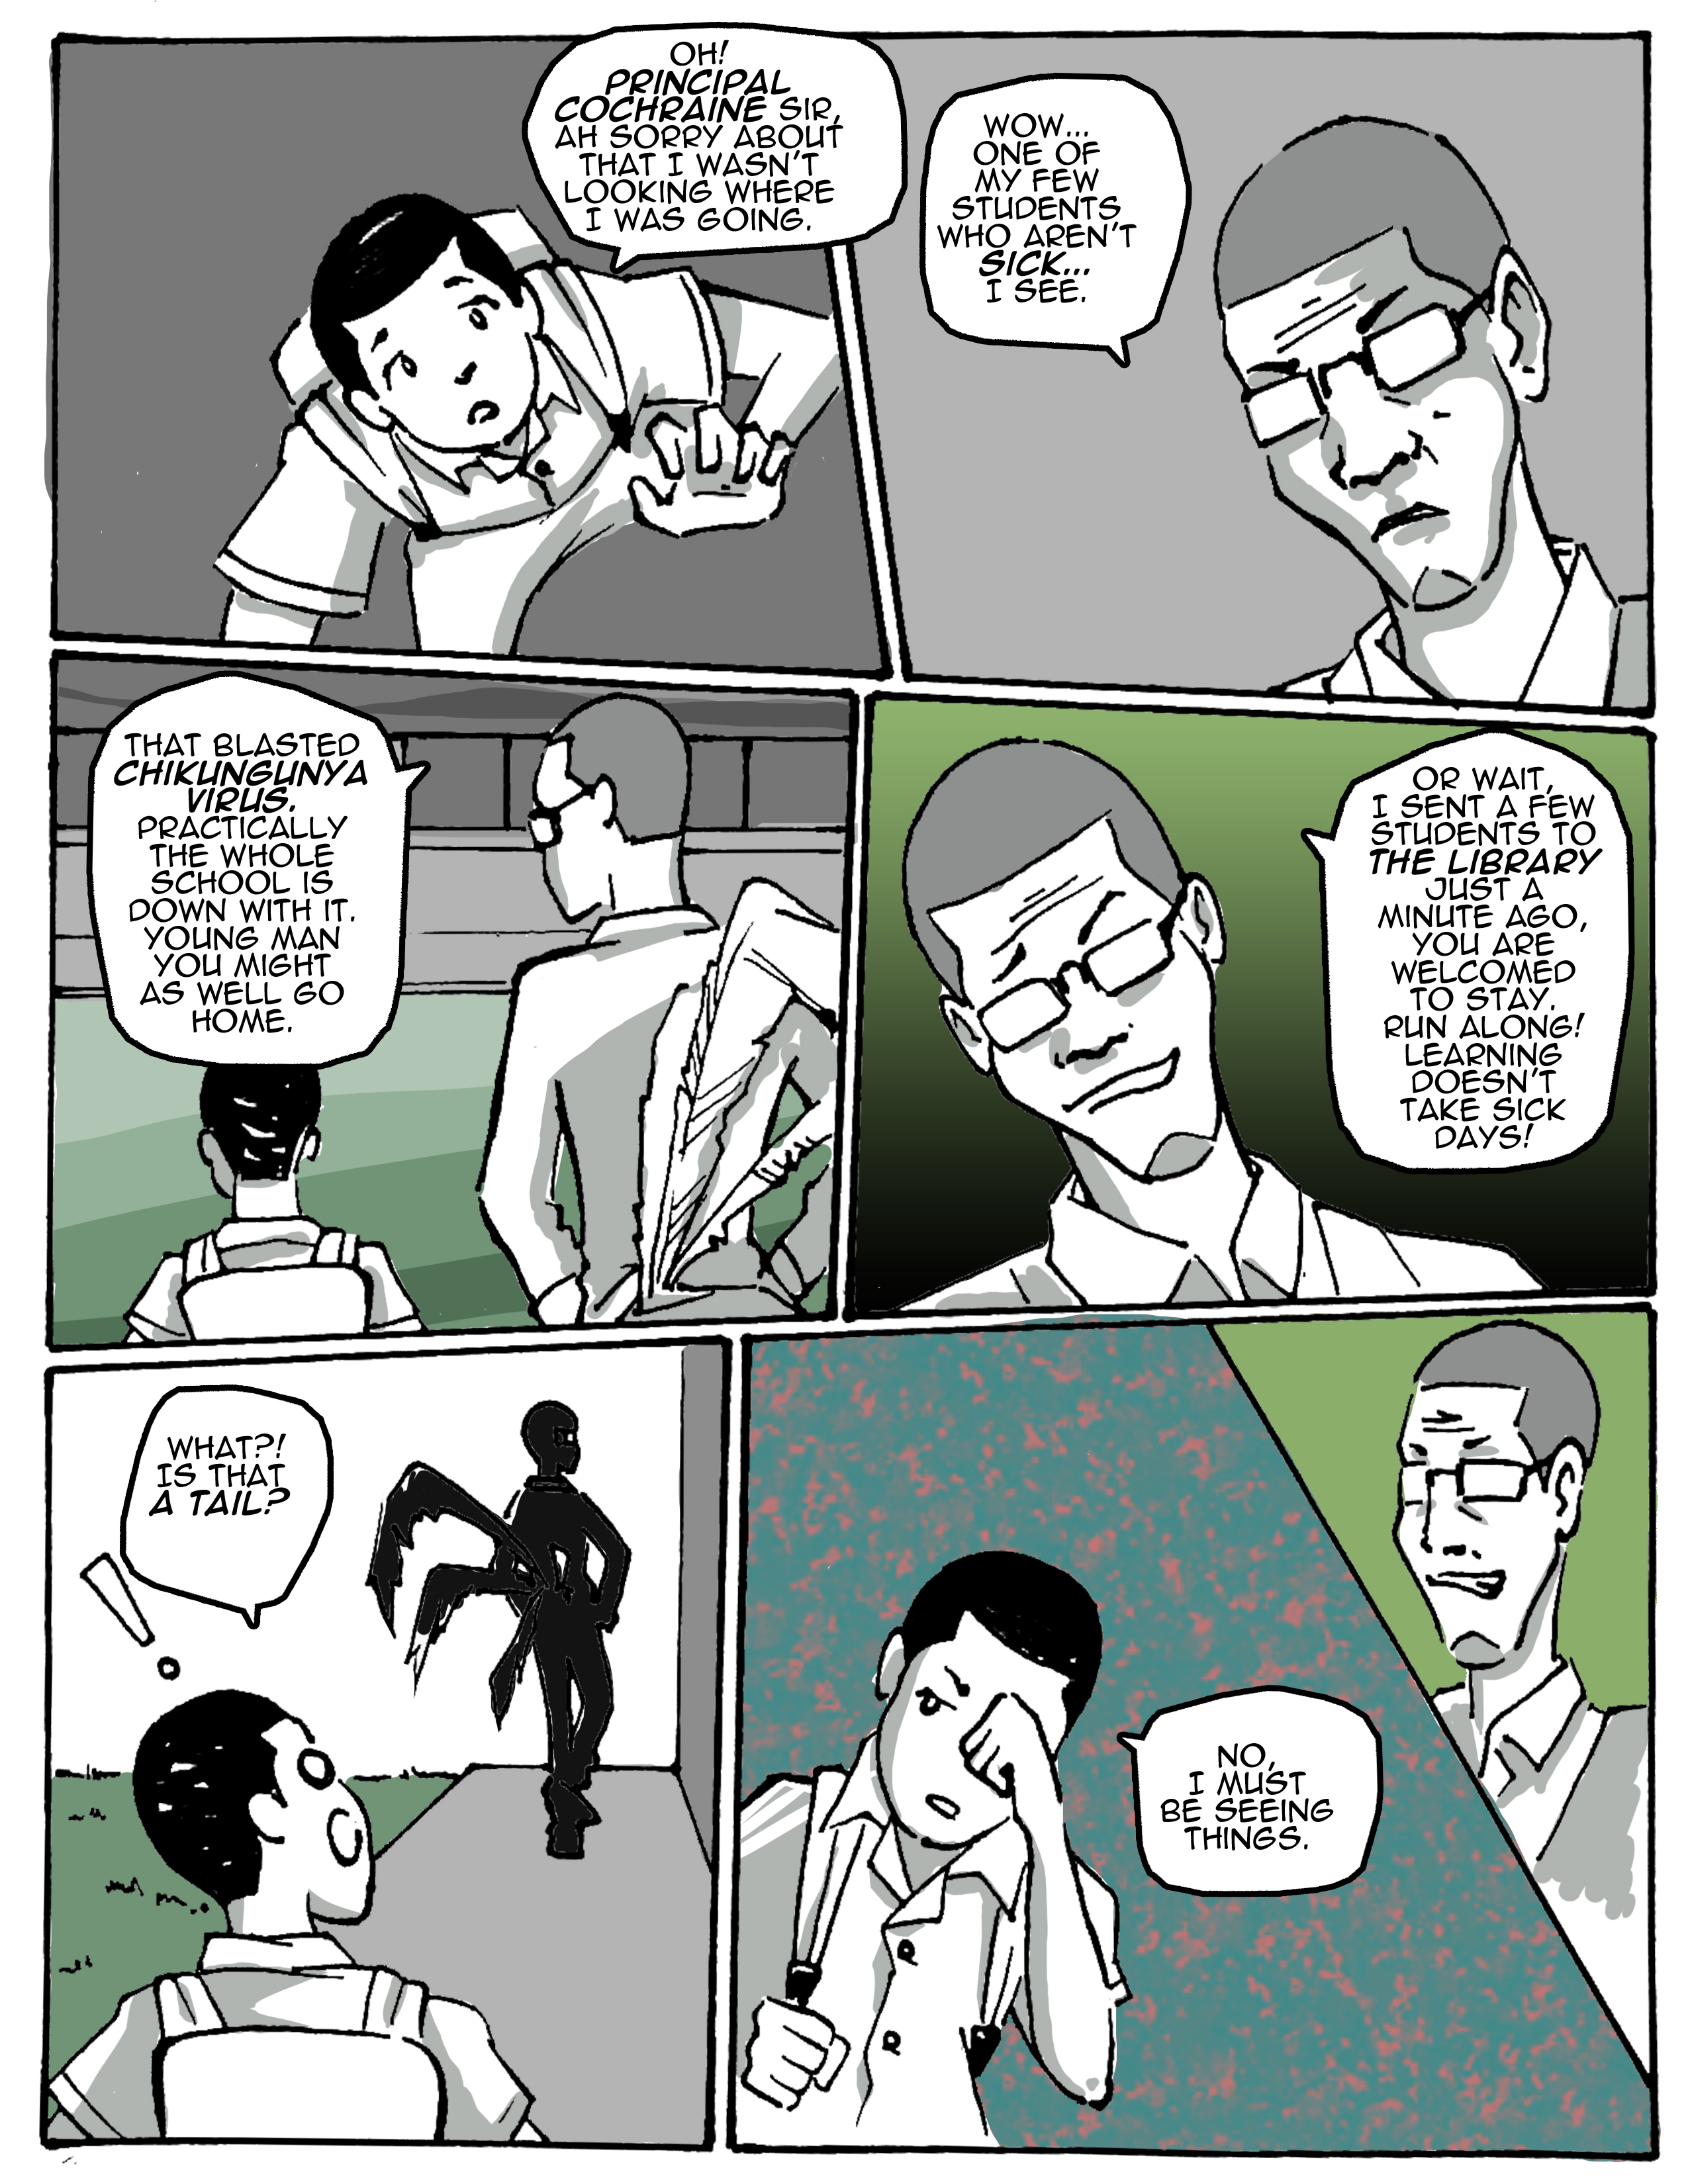 OH!
PRINCIPAL
COCHRAINE SIR,
AH SORRY ABOUT
THAT I WASN'T
LOOKING WHERE
I WAS GOING.
WOW...
ONE OF
MY FEW
STUDENTS
WHO AREN'T
SICK...
I SEE.
THAT BLASTED
CHIKUNGUNYA
VIRUS.
PRACTICALLY
THE WHOLE
SCHOOL IS
DOWN WITH IT.
YOUNG MAN
YOU MIGHT
AS WELL GO
HOME.
OR WAIT,
I SENT A FEW
STUDENTS TO
THE LIBRARY
JUST A
MINUTE AGO,
YOU ARE
WELCOMED
TO STAY.
RUN ALONG!
LEARNING
DOESN'T
TAKE SICK
DAYS!
WHAT?!
IS THAT
A TAIL?
!
NO,
I MUST
BE SEEING
THINGS.